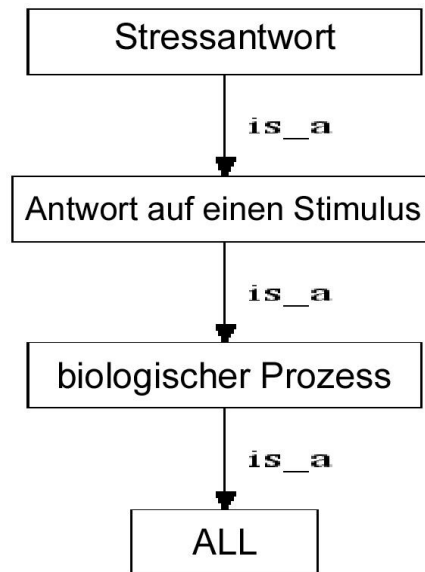 Stressantwort
is_a
Antwort auf einen Stimulus
is_a
biologischer Prozess
is_a
ALL